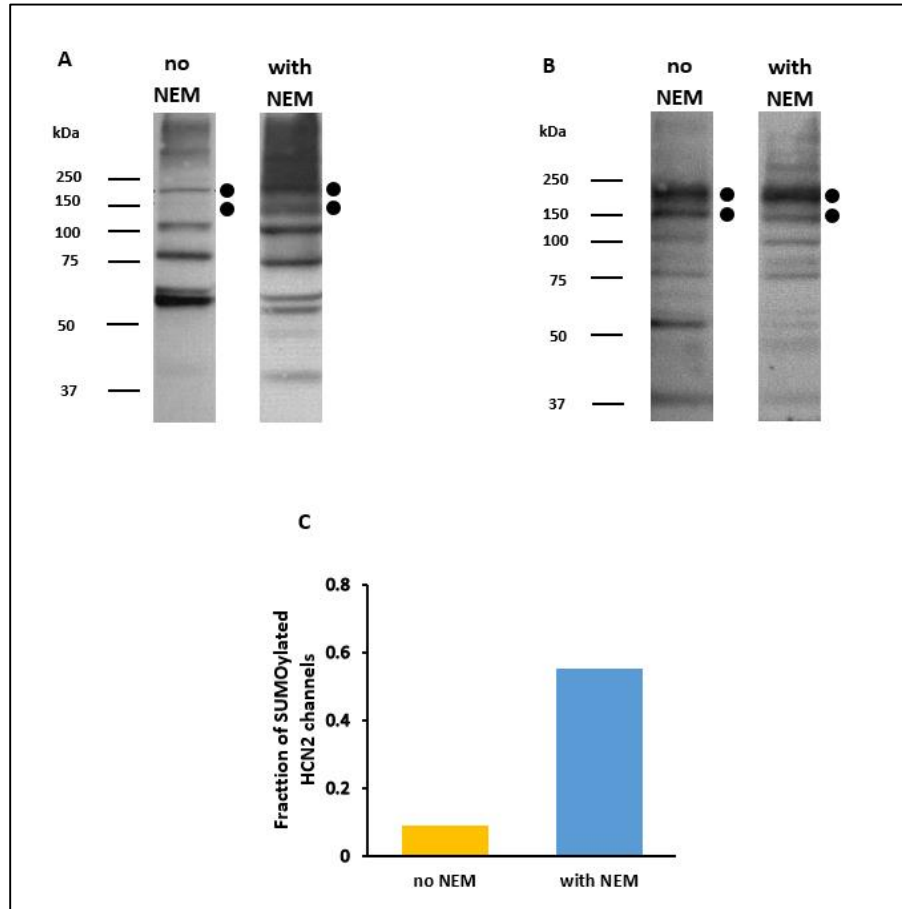 A
no
NEM
with
NEM
kDa
250
150
100
75
50
37
B
no
NEM
with
NEM
kDa
250
150
100
75
50
37
C
Fracttion of SUMOylated
HCN2 channels
0.8
0.6
0.4
0.2
0
no NEM
with NEM